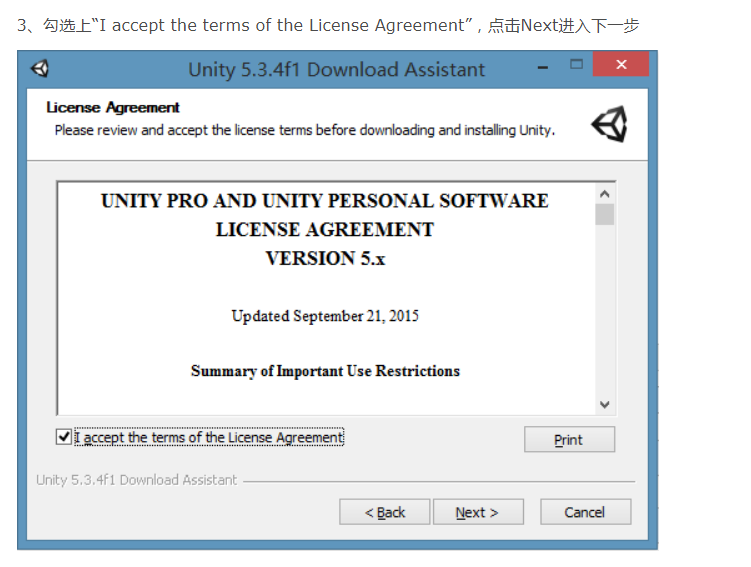 3、勾选上“I accept the terms of the License Agreement”，点击Next进入下一步
Unity 5.3.4f1 Download Assistant
License Agreement
Please review and accept the license terms before downloading and installing Unity.
UNITY PRO AND UNITY PERSONAL SOFTWARE
LICENSE AGREEMENT
VERSION 5.x
Updated September 21, 2015
Summary of Important Use Restrictions
I accept the terms of the License Agreement
Print
Unity 5.3.4f1 Download Assistant
< Back
Next >
Cancel